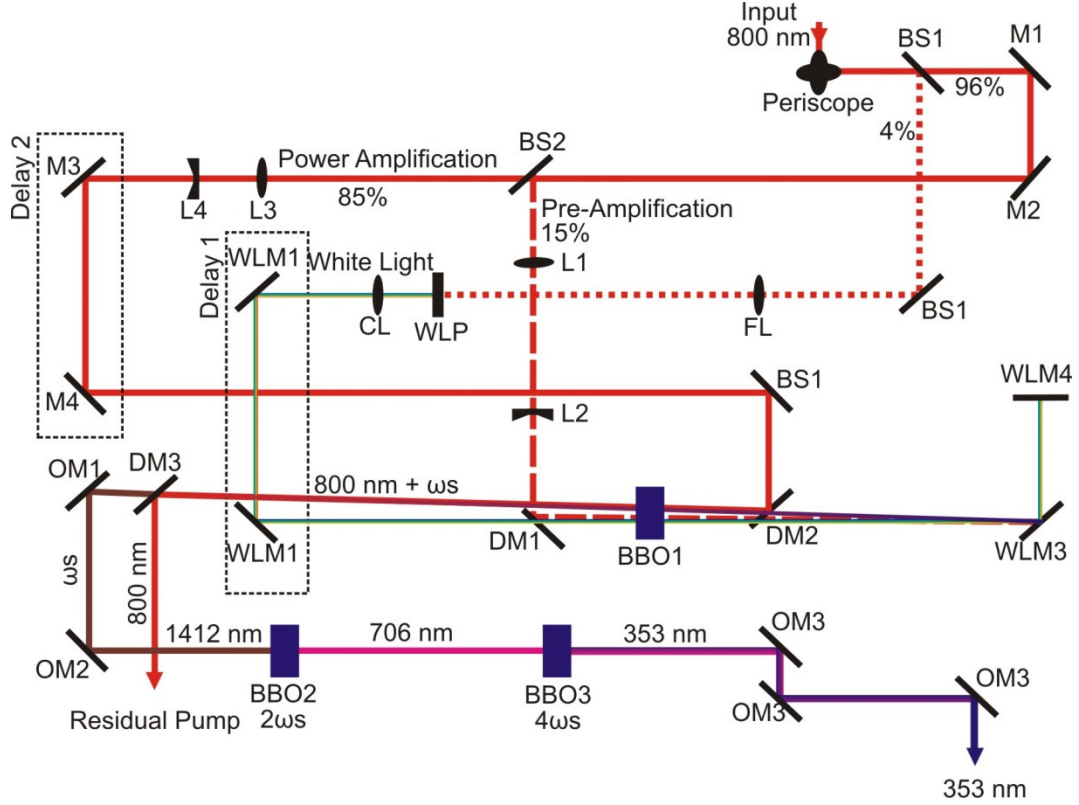 Input
800 nm
BS1
M1
Periscope
96%
4%
Delay 2
M3
Power Amplification
BS2
L4
L3
85%
M2
Pre-Amplification
15%
Delay 1
WLM1
White Light
L1
CL
WLP
FL
BS1
M4
BS1
WLM4
L2
OM1
DM3
800 nm + ωs
WLM1
DM1
BBO1
DM2
WLM3
ωs
800 nm
1412 nm
706 nm
353 nm
OM3
OM2
BBO2
2ωs
BBO3
4ωs
OM3
OM3
Residual Pump
353 nm